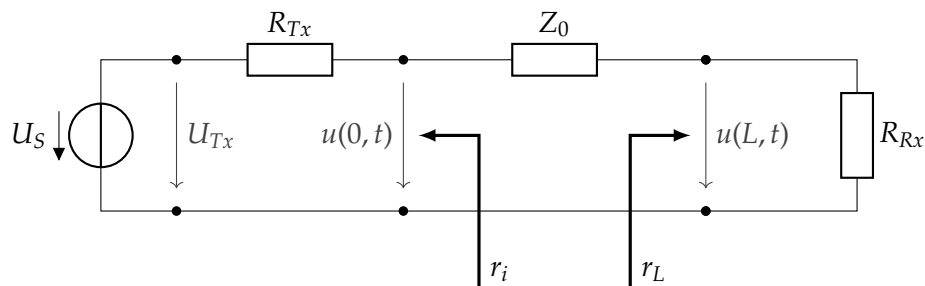 R_{Tx}
Z_0
U_S
U_{Tx}
u(0, t)
u(L, t)
R_{Rx}
r_i
r_L